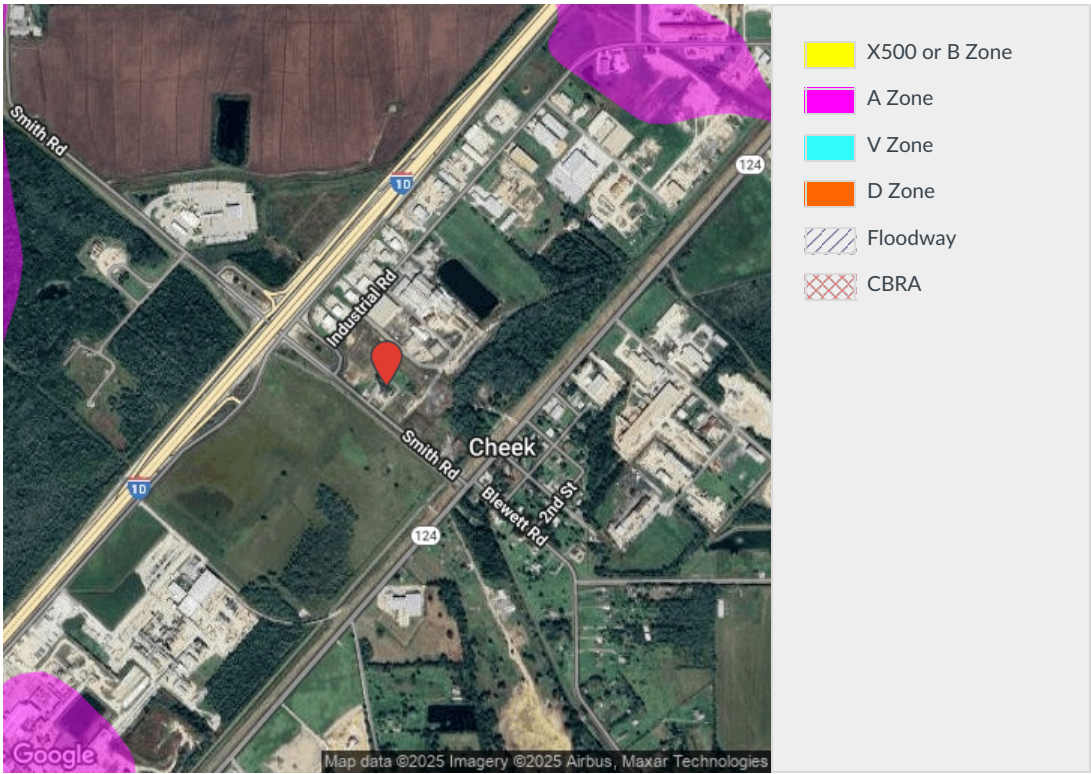 Smith Rd
10
124
Industrial Rd
Smith Rd
Cheek
10
Blewett Rd
2nd St
124
Google
Map data ©2025 Imagery ©2025 Airbus, Maxar Technologies
X500 or B Zone
A Zone
V Zone
D Zone
Floodway
CBRA